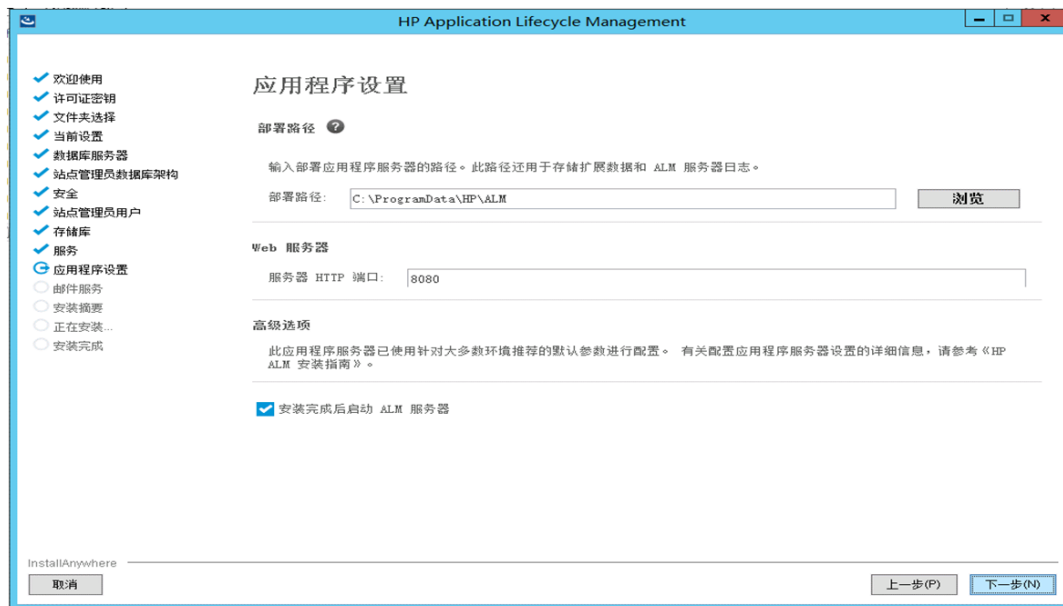 HP Application Lifecycle Management
欢迎使用
许可证密钥
文件夹选择
当前设置
数据库服务器
站点管理员数据库架构
安全
站点管理员用户
存储库
服务
应用程序设置
邮件服务
安装摘要
正在安装...
安装完成
应用程序设置
部署路径 ?
输入部署应用程序服务器的路径。此路径还用于存储扩展数据和 ALM 服务器日志。
部署路径: C:\ProgramData\HP\ALM 浏览
Web 服务器
服务器 HTTP 端口: 8080
高级选项
此应用程序服务器已使用针对大多数环境推荐的默认参数进行配置。 有关配置应用程序服务器设置的详细信息，请参考《HP
ALM 安装指南》。
安装完成后启动 ALM 服务器
InstallAnywhere
取消 上一步(P) 下一步(N)